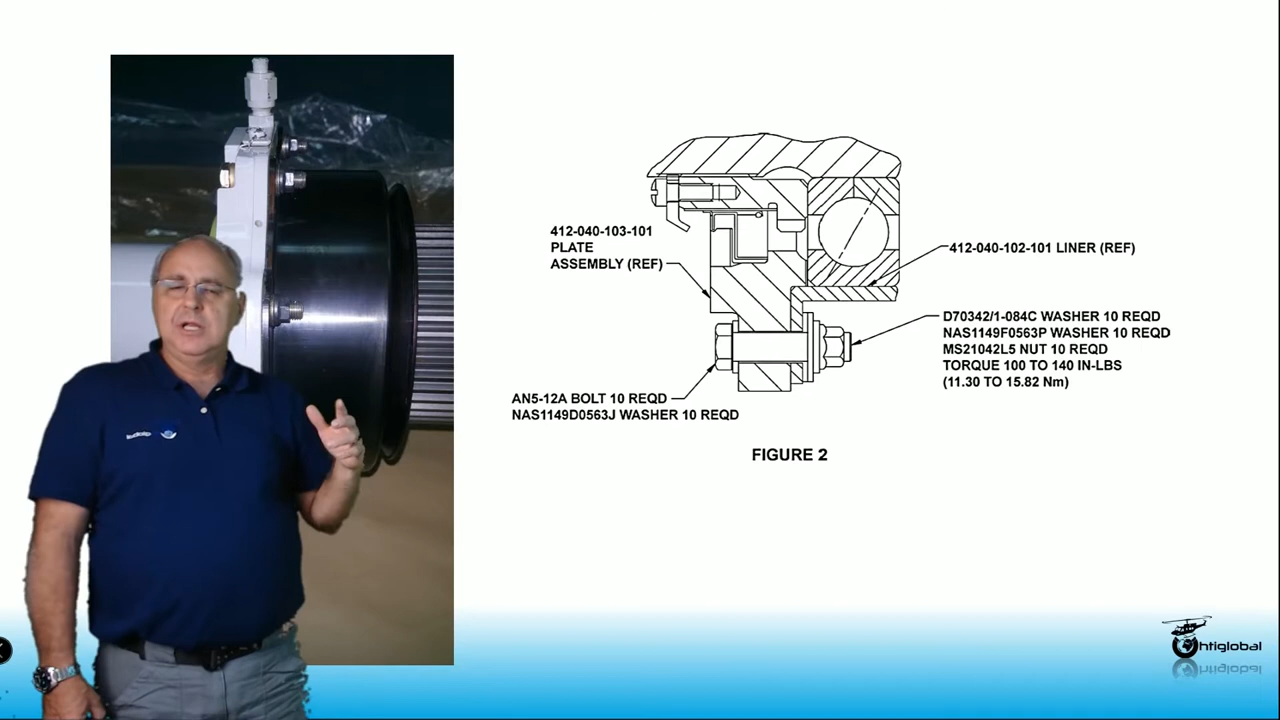 412-040-103-101
PLATE
ASSEMBLY (REF)
412-040-102-101 LINER (REF)
D70342/1-084C WASHER 10 REQD
NAS1149F0563P WASHER 10 REQD
MS21042L5 NUT 10 REQD
TORQUE 100 TO 140 IN-LBS
(11.30 TO 15.82 Nm)
AN5-12A BOLT 10 REQD
NAS1149D0563J WASHER 10 REQD
FIGURE 2
htiglobal